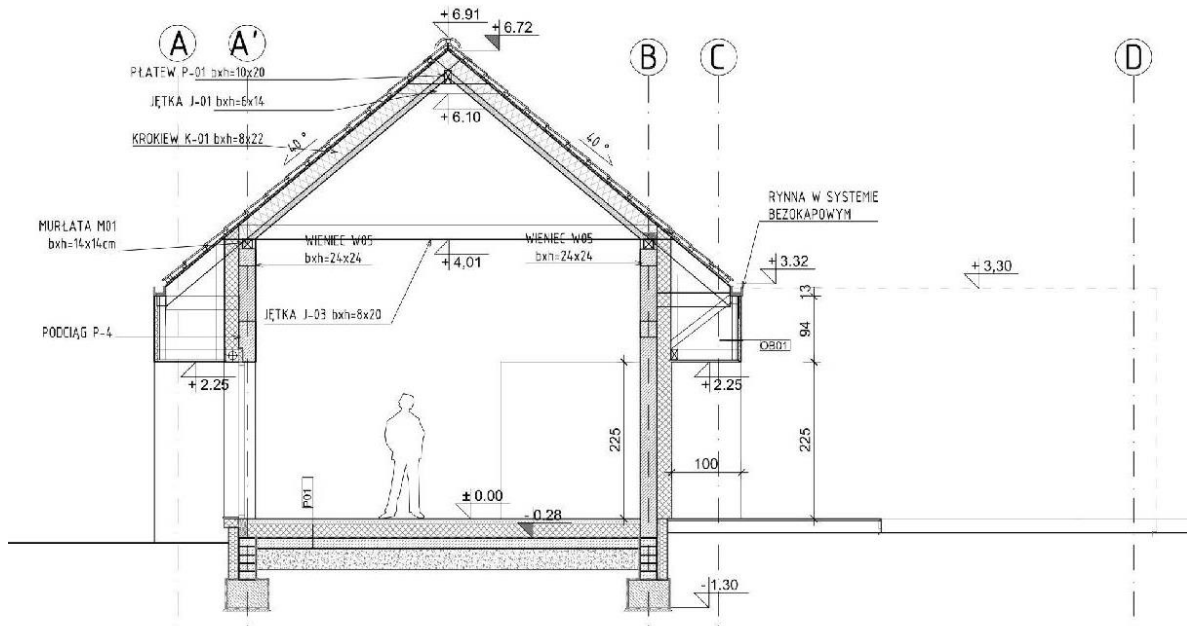 + 6.91
+ 6.72
A
A'
B
C
D
PŁATEW P-01 bxh=10x20
JĘTKA J-01 bxh=6x14
+ 6.10
KROKIEW K-01 bxh=8x22
40°
40°
RYNNA W SYSTEMIE
BEZOKAPOWYM
MURŁATA M01
bxh=14x14cm
WIENIEC W05
bxh=24x24
+ 4,01
WIENIEC W05
bxh=24x24
+ 3.32
+ 3,30
13
JĘTKA J-03 bxh=8x20
PODCIĄG P-4
94
OB01
+ 2.25
+ 2.25
225
225
100
P01
± 0.00
- 0.28
- 1.30